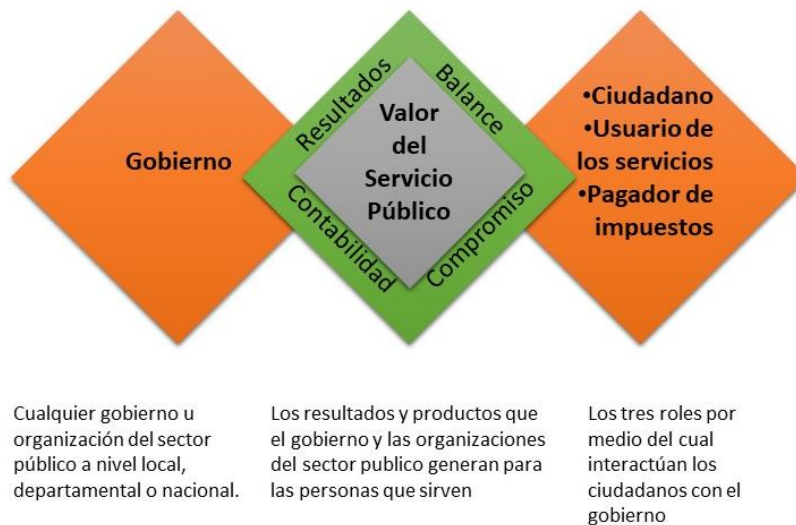 Gobierno
Resultados
Balance
Contabilidad
Compromiso
Valor
del
Servicio
Público
•Ciudadano
•Usuario de
los servicios
•Pagador de
impuestos
Cualquier gobierno u
organización del sector
público a nivel local,
departamental o nacional.
Los resultados y productos que
el gobierno y las organizaciones
del sector publico generan para
las personas que sirven
Los tres roles por
medio del cual
interactúan los
ciudadanos con el
gobierno